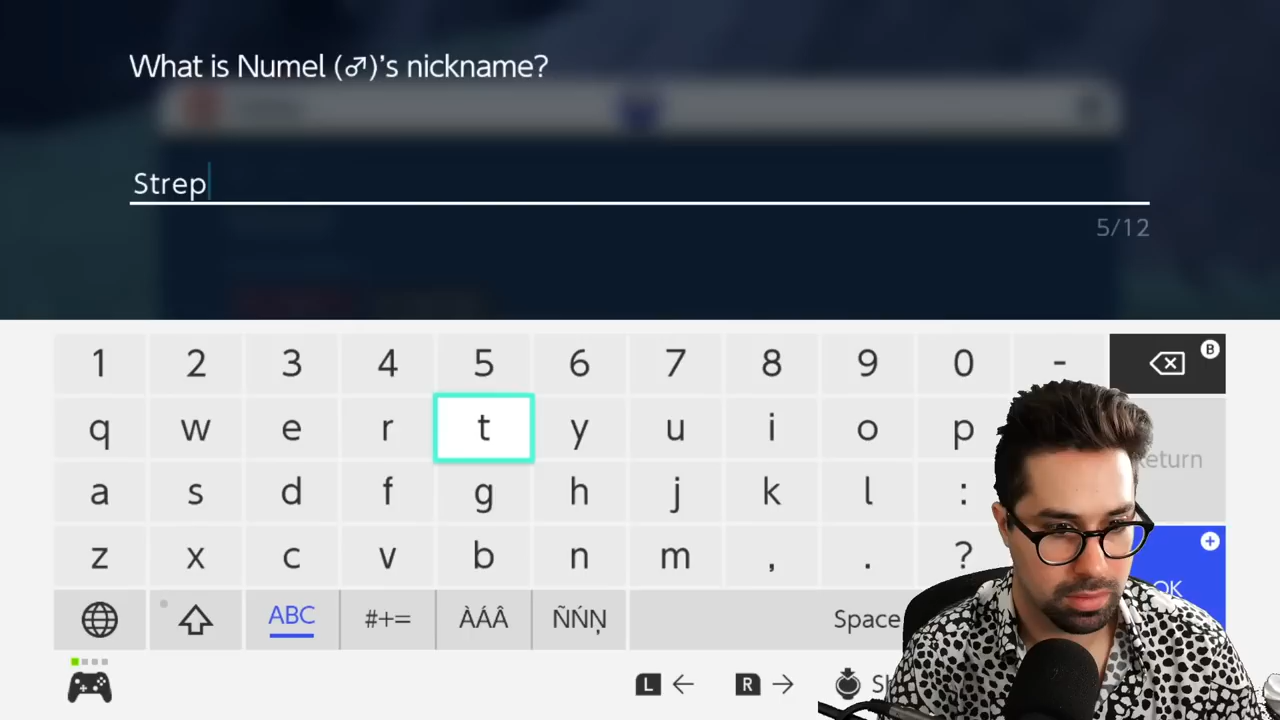 What is Numel (♂)'s nickname?
Strep
5/12
1 2 3 4 5 6 7 8 9 0 -
B
q w e r t y u i o p
a s d f g h j k l :
z x c v b n m , . ?
+
ABC #+= ÀÁÂ ÑŃŅ Space
L ← R →